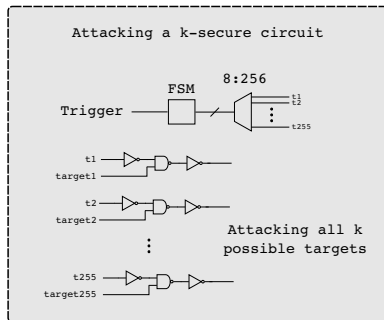 Attacking a k-secure circuit
8:256
FSM
t1
t2
Trigger
t255
t1
target1
t2
target2
Attacking all k
possible targets
t255
target255